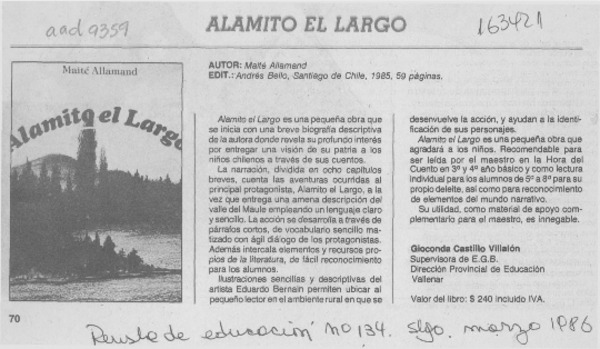 aad 9359
ALAMITO EL LARGO
163421
Maité Allamand
Alamito el Largo
AUTOR: Maité Allamand
EDIT.: Andrés Bello, Santiago de Chile, 1985, 59 páginas.
Alamito el Largo es una pequeña obra que
se inicia con una breve biografía descriptiva
de la autora donde revela su profundo interés
por entregar una visión de su patria a los
niños chilenos a través de sus cuentos.
La narración, dividida en ocho capítulos
breves, cuenta las aventuras ocurridas al
principal protagonista, Alamito el Largo, a la
vez que entrega una amena descripción del
valle del Maule empleando un lenguaje claro
y sencillo. La acción se desarrolla a través de
párrafos cortos, de vocabulario sencillo ma-
tizado con ágil diálogo de los protagonistas.
Además intercala elementos y recursos pro-
pios de la literatura, de fácil reconocimiento
para los alumnos.
Ilustraciones sencillas y descriptivas del
artista Eduardo Bernain permiten ubicar al
pequeño lector en el ambiente rural en que se
desenvuelve la acción, y ayudan a la identi-
ficación de sus personajes.
Alamito el Largo es una pequeña obra que
agradará a los niños. Recomendable para
ser leída por el maestro en la Hora del
Cuento en 3º y 4º año básico y como lectura
individual para los alumnos de 5º a 8º para su
propio deleite, así como para reconocimiento
de elementos del mundo narrativo.
Su utilidad, como material de apoyo com-
plementario para el maestro, es innegable.
Gioconda Castillo Villalón
Supervisora de E.G.B.
Dirección Provincial de Educación
Vallenar
Valor del libro: $ 240 incluido IVA.
70
Revista de educación nº 134. stgo. marzo 1986